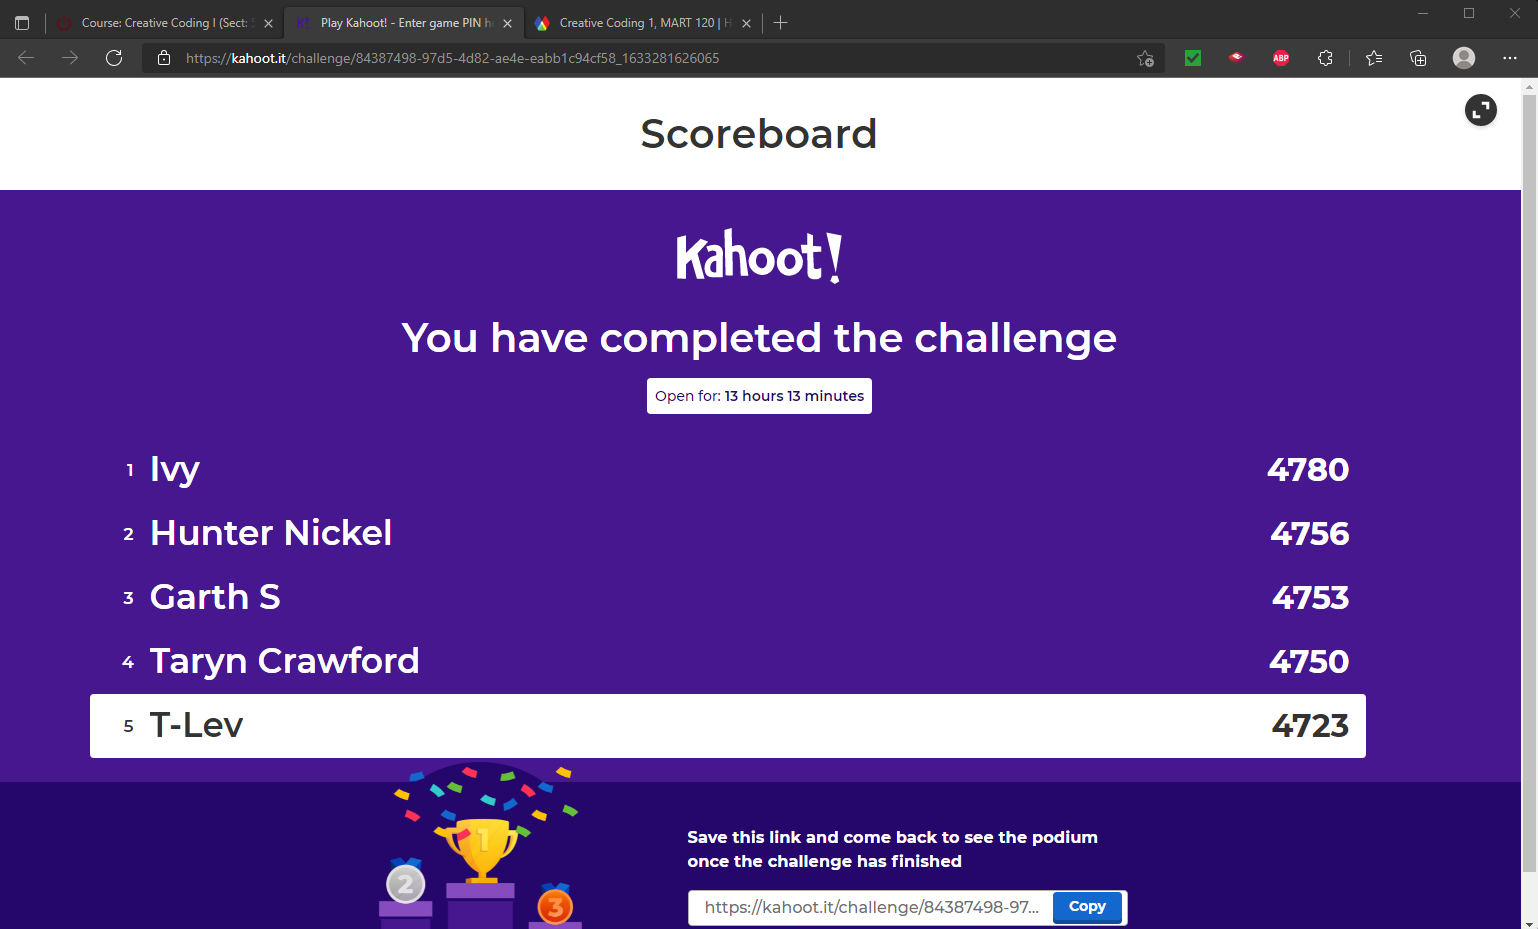 Course: Creative Coding I (Sect:
Play Kahoot! - Enter game PIN h
Creative Coding 1, MART 120 |
https://kahoot.it/challenge/84387498-97d5-4d82-ae4e-eabb1c94cf58_1633281626065
ABP
Scoreboard
Kahoot!
You have completed the challenge
Open for: 13 hours 13 minutes
1 Ivy 4780
2 Hunter Nickel 4756
3 Garth S 4753
4 Taryn Crawford 4750
5 T-Lev 4723
1
2
3
Save this link and come back to see the podium
once the challenge has finished
https://kahoot.it/challenge/84387498-97... Copy